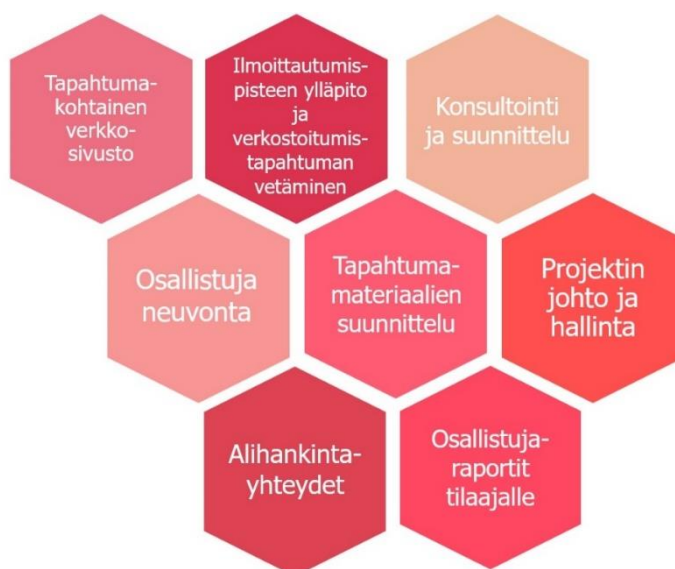 Tapahtuma-
kohtainen
verkko-
sivusto
Ilmoittautumis-
pisteen ylläpito
ja
verkostoitumis-
tapahtuman
vetäminen
Konsultointi
ja suunnittelu
Osallistuja
neuvonta
Tapahtuma-
materiaalien
suunnittelu
Projektin
johto ja
hallinta
Alihankinta-
yhteydet
Osallistuja-
raportit
tilaajalle